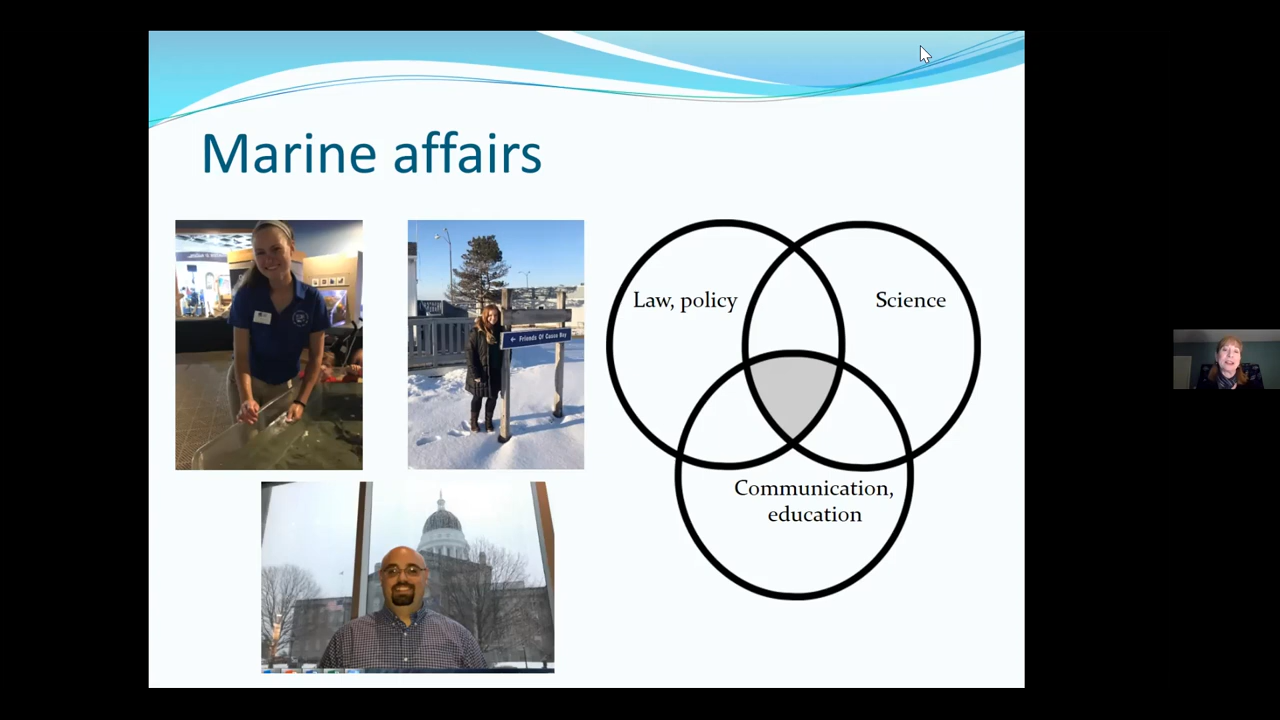 Marine affairs
Law, policy
Science
← Friends Of Casco Bay
Communication,
education